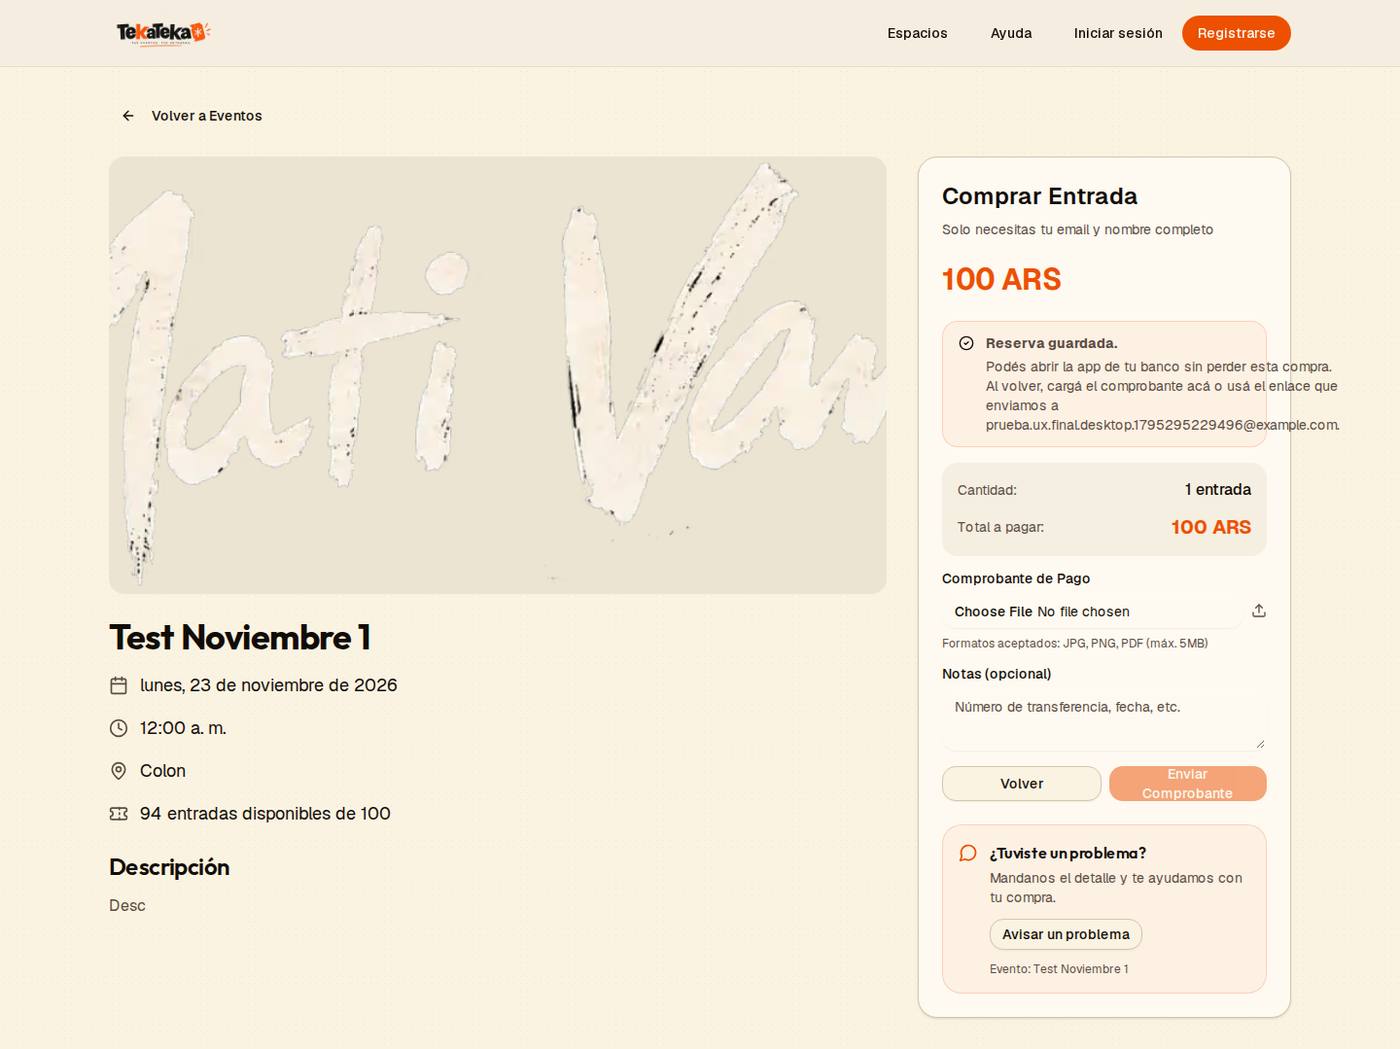 TekaTeka
Espacios
Ayuda
Iniciar sesión
Registrarse
Volver a Eventos
Mati Van
Test Noviembre 1
lunes, 23 de noviembre de 2026
12:00 a. m.
Colon
94 entradas disponibles de 100
Descripción
Desc
Comprar Entrada
Solo necesitas tu email y nombre completo
100 ARS
Reserva guardada.
Podés abrir la app de tu banco sin perder esta compra.
Al volver, cargá el comprobante acá o usá el enlace que
enviamos a
prueba.ux.final.desktop.1795295229496@example.com.
Cantidad:
1 entrada
Total a pagar:
100 ARS
Comprobante de Pago
Choose File No file chosen
Formatos aceptados: JPG, PNG, PDF (máx. 5MB)
Notas (opcional)
Número de transferencia, fecha, etc.
Volver
Enviar
Comprobante
¿Tuviste un problema?
Mandanos el detalle y te ayudamos con
tu compra.
Avisar un problema
Evento: Test Noviembre 1